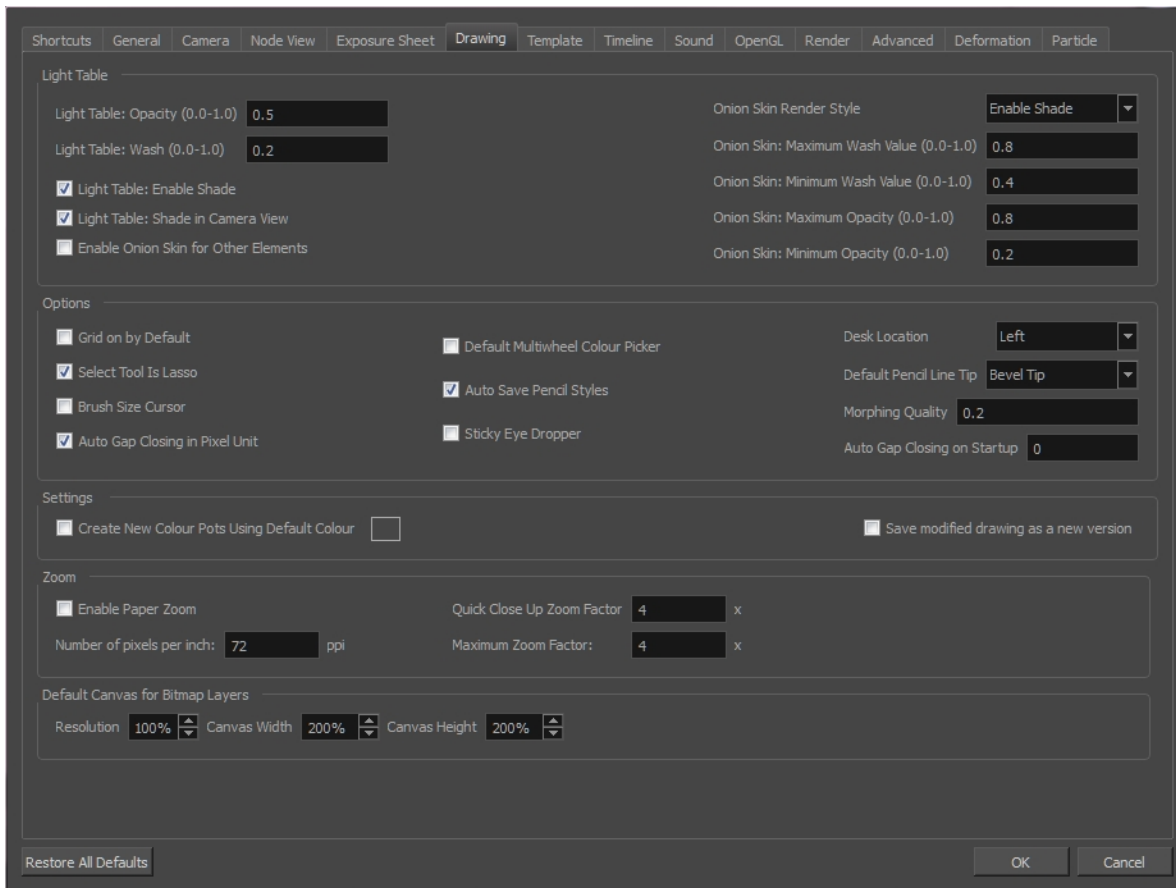 Shortcuts General Camera Node View Exposure Sheet Drawing Template Timeline Sound OpenGL Render Advanced Deformation Particle
Light Table
Light Table: Opacity (0.0-1.0) 0.5
Light Table: Wash (0.0-1.0) 0.2
Light Table: Enable Shade
Light Table: Shade in Camera View
Enable Onion Skin for Other Elements
Onion Skin Render Style Enable Shade
Onion Skin: Maximum Wash Value (0.0-1.0) 0.8
Onion Skin: Minimum Wash Value (0.0-1.0) 0.4
Onion Skin: Maximum Opacity (0.0-1.0) 0.8
Onion Skin: Minimum Opacity (0.0-1.0) 0.2
Options
Grid on by Default
Select Tool Is Lasso
Brush Size Cursor
Auto Gap Closing in Pixel Unit
Default Multiwheel Colour Picker
Auto Save Pencil Styles
Sticky Eye Dropper
Desk Location Left
Default Pencil Line Tip Bevel Tip
Morphing Quality 0.2
Auto Gap Closing on Startup 0
Settings
Create New Colour Pots Using Default Colour
Save modified drawing as a new version
Zoom
Enable Paper Zoom
Number of pixels per inch: 72 ppi
Quick Close Up Zoom Factor 4 x
Maximum Zoom Factor: 4 x
Default Canvas for Bitmap Layers
Resolution 100% Canvas Width 200% Canvas Height 200%
Restore All Defaults OK Cancel